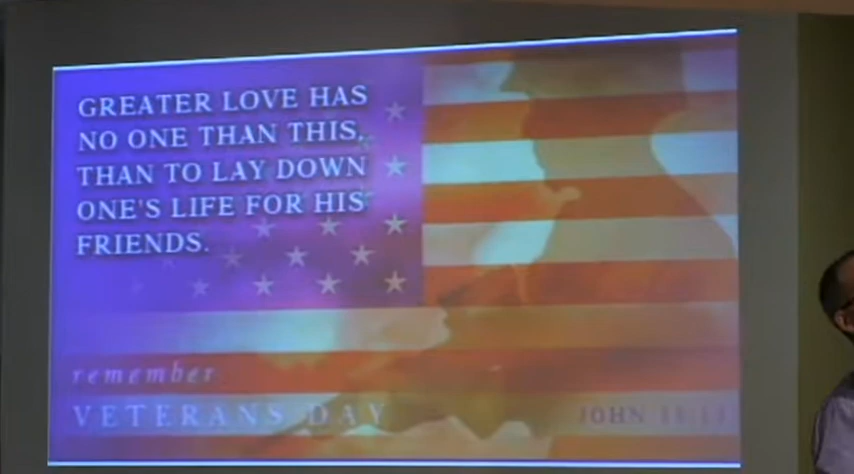 GREATER LOVE HAS
NO ONE THAN THIS,
THAN TO LAY DOWN
ONE'S LIFE FOR HIS
FRIENDS.
remember
VETERANS DAY
JOHN